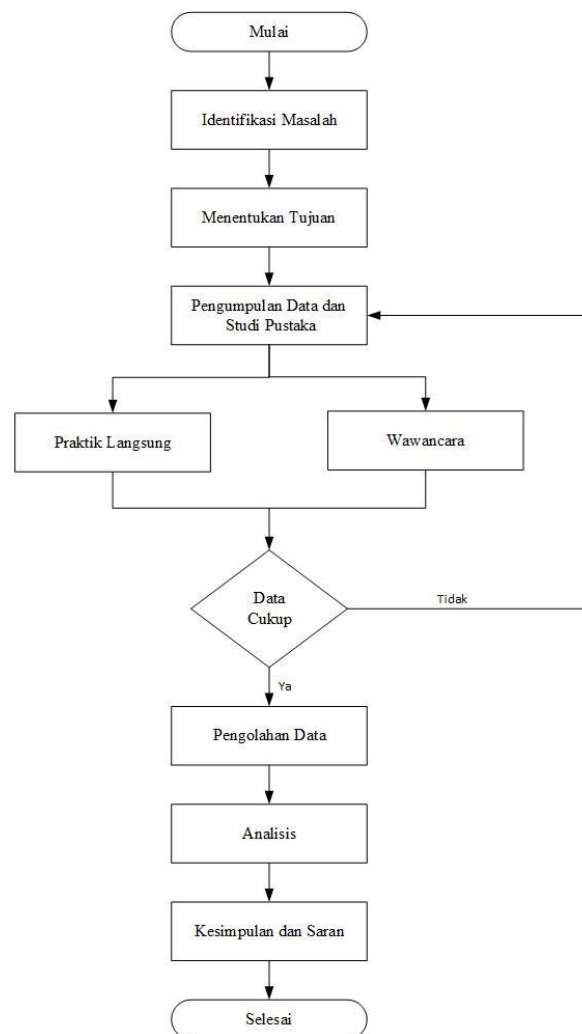 Mulai
Identifikasi Masalah
Menentukan Tujuan
Pengumpulan Data dan
Studi Pustaka
Praktik Langsung
Wawancara
Data
Cukup
Tidak
Ya
Pengolahan Data
Analisis
Kesimpulan dan Saran
Selesai